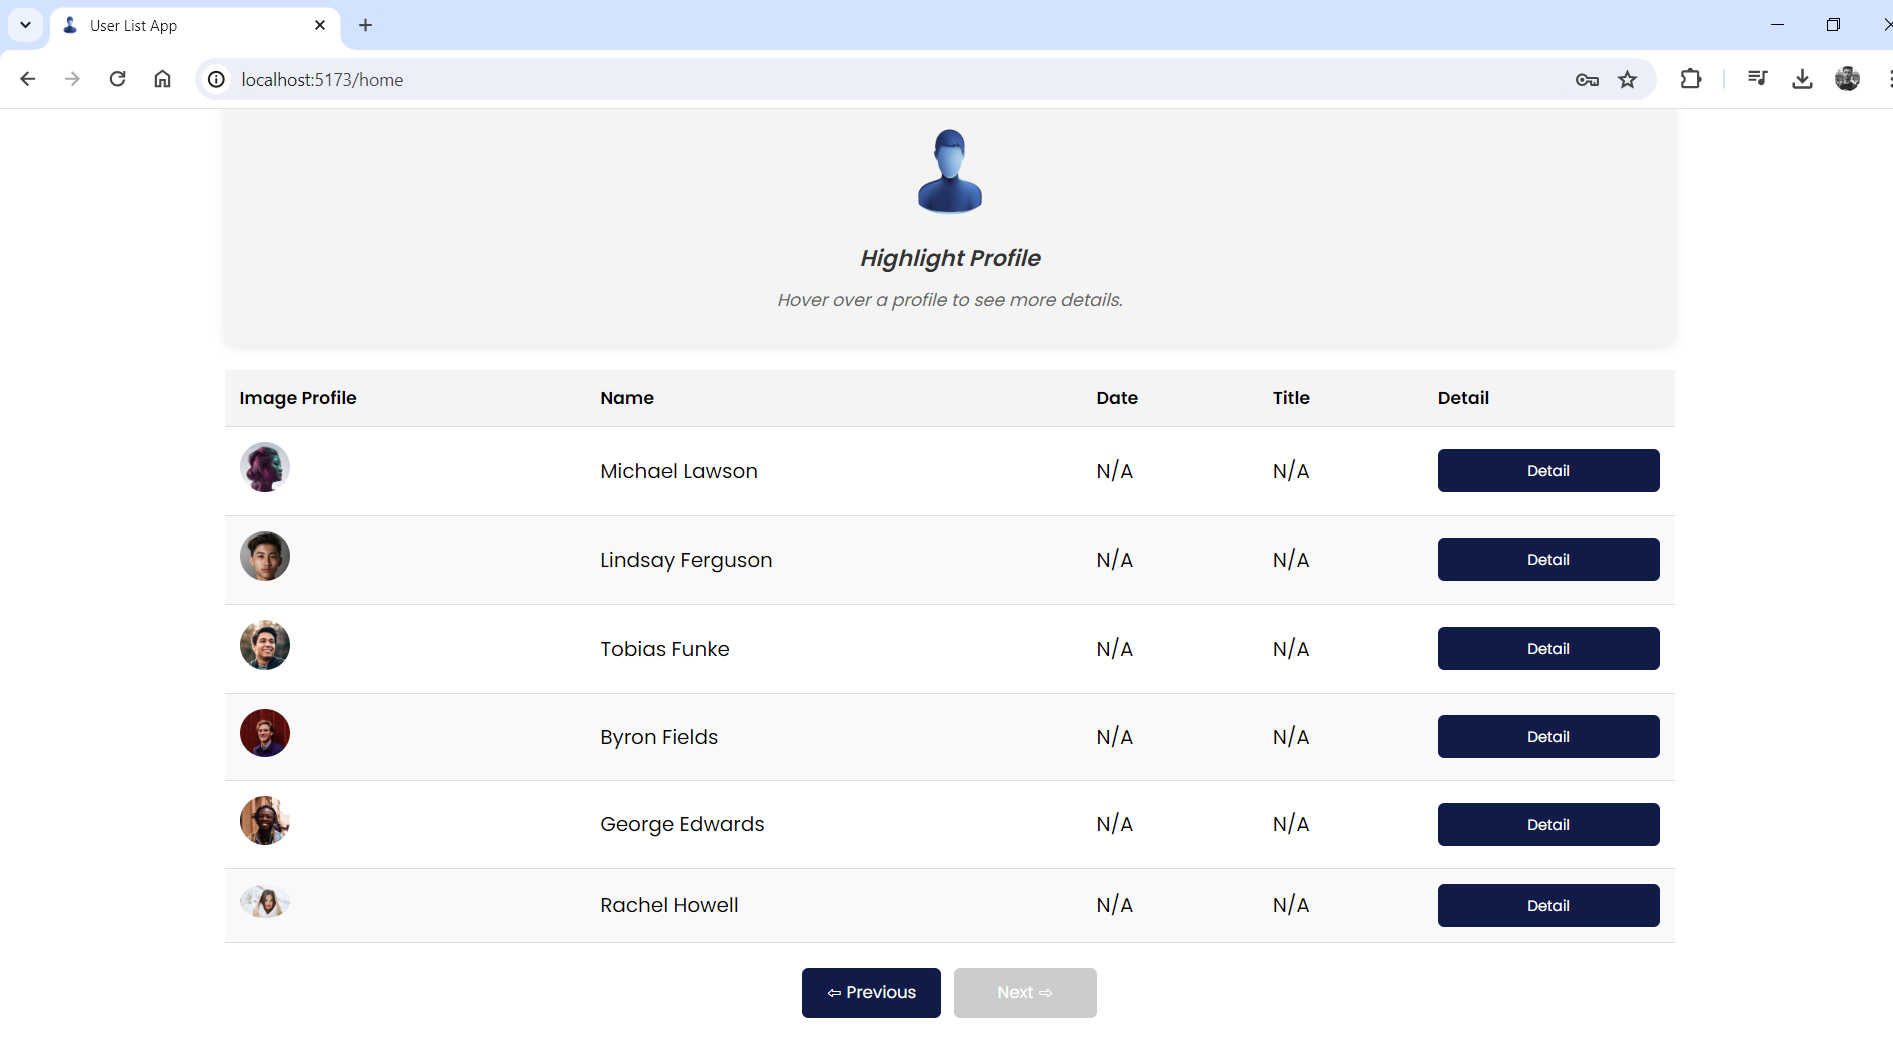 User List App
localhost:5173/home
Highlight Profile
Hover over a profile to see more details.
Image Profile Name Date Title Detail
Michael Lawson N/A N/A Detail
Lindsay Ferguson N/A N/A Detail
Tobias Funke N/A N/A Detail
Byron Fields N/A N/A Detail
George Edwards N/A N/A Detail
Rachel Howell N/A N/A Detail
⇦ Previous Next ⇨